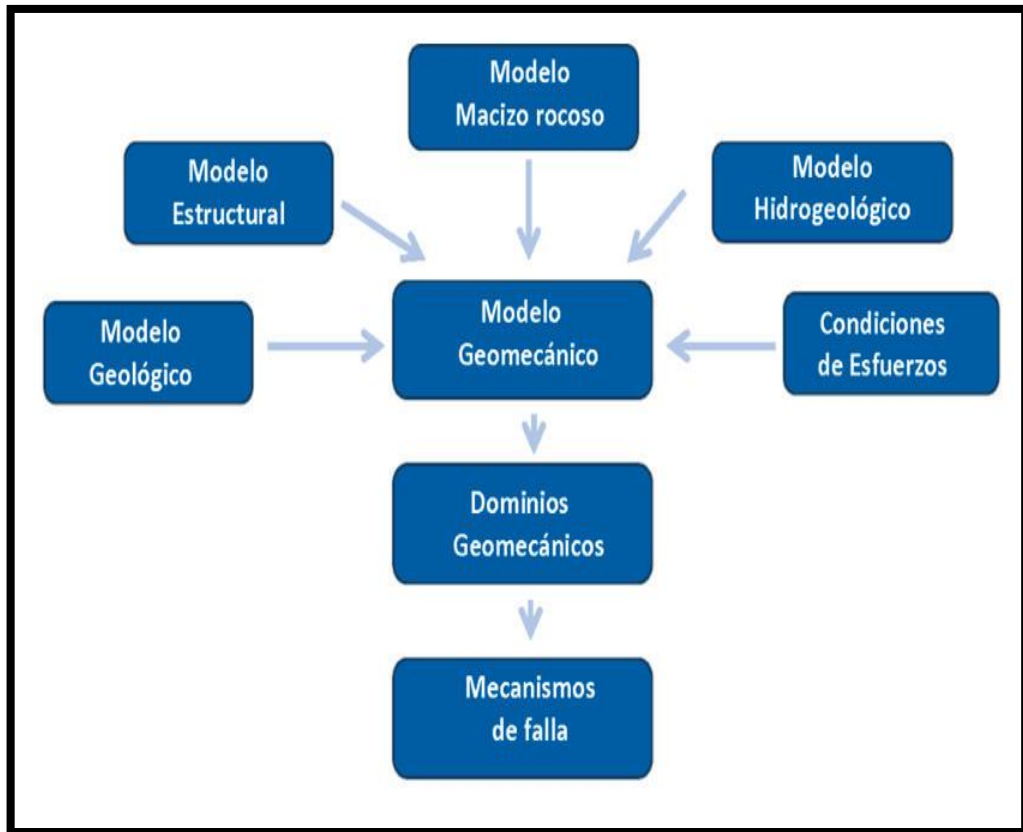 Modelo
Macizo rocoso
Modelo
Estructural
Modelo
Hidrogeológico
Modelo
Geológico
Modelo
Geomecánico
Condiciones
de Esfuerzos
Dominios
Geomecánicos
Mecanismos
de falla